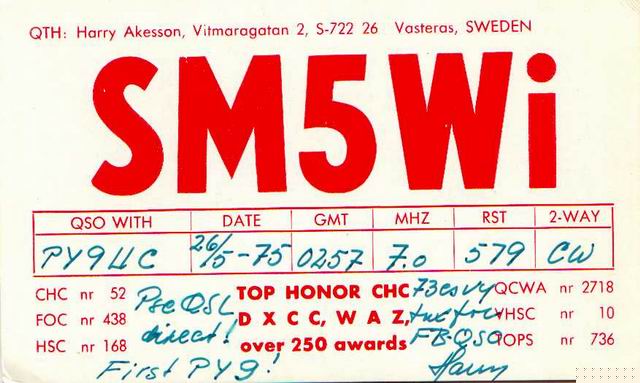 QTH: Harry Akesson, Vitmaragatan 2, S-722 26 Vasteras, SWEDEN
SM5Wi
QSO WITH DATE GMT MHZ RST 2-WAY
PY9HC 26/5-75 0257 7.0 579 CW
CHC nr 52 Pse QSL TOP HONOR CHC 73 es vy QCWA nr 2718
FOC nr 438 direct! D X C C, W A Z, tnx for VHSC nr 10
HSC nr 168 over 250 awards FB-QSO TOPS nr 736
First PY9! Harry